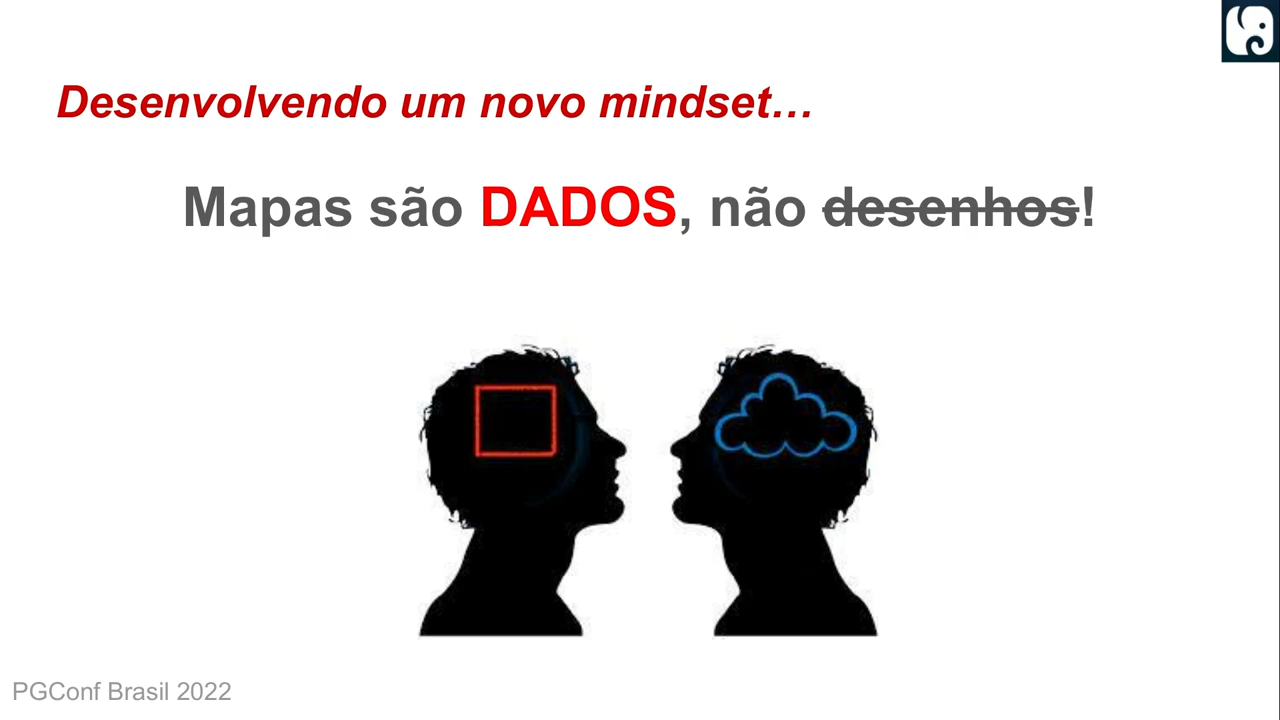 Desenvolvendo um novo mindset…
Mapas são DADOS, não desenhos!
PGConf Brasil 2022